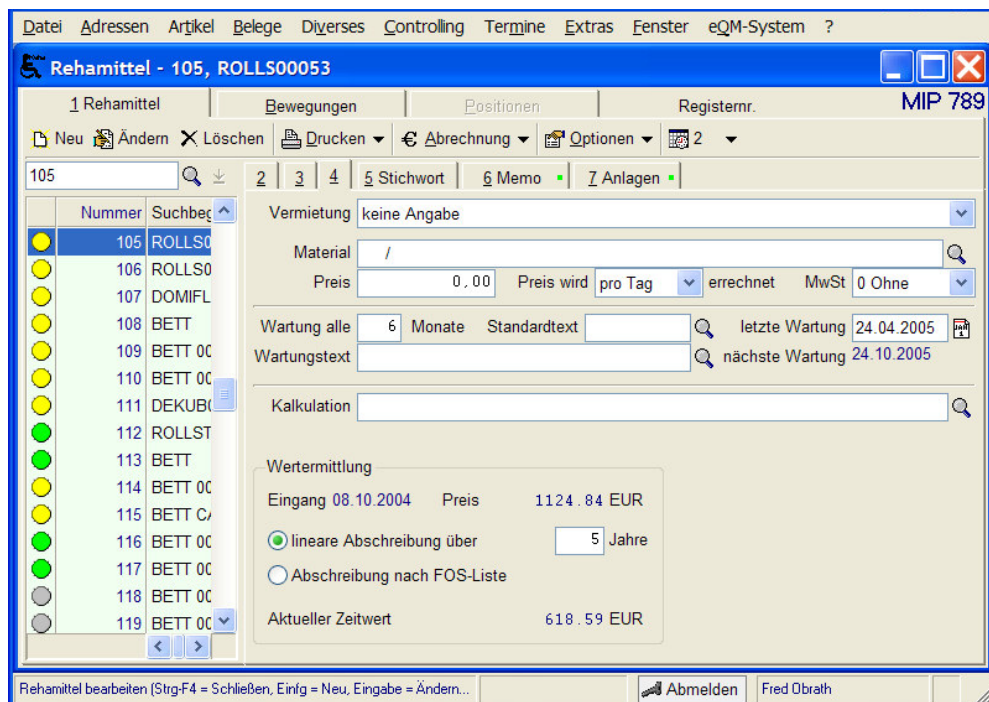 Datei Adressen Artikel Belege Diverses Controlling Termine Extras Fenster eQM-System ?
Rehamittel - 105, ROLLS00053
1 Rehamittel Bewegungen Positionen Registernr. MIP 789
Neu Ändern Löschen Drucken € Abrechnung Optionen 2
105 2 3 4 5 Stichwort 6 Memo 7 Anlagen
Nummer Suchbeg
105 ROLLS0
106 ROLLS0
107 DOMIFL
108 BETT
109 BETT 00
110 BETT 00
111 DEKUB0
112 ROLLST
113 BETT
114 BETT 00
115 BETT CA
116 BETT 00
117 BETT 00
118 BETT 00
119 BETT 00
Vermietung keine Angabe
Material /
Preis 0,00 Preis wird pro Tag errechnet MwSt 0 Ohne
Wartung alle 6 Monate Standardtext letzte Wartung 24.04.2005
Wartungstext nächste Wartung 24.10.2005
Kalkulation
Wertermittlung
Eingang 08.10.2004 Preis 1124.84 EUR
lineare Abschreibung über 5 Jahre
Abschreibung nach FOS-Liste
Aktueller Zeitwert 618.59 EUR
Rehamittel bearbeiten (Strg-F4 = Schließen, Einfg = Neu, Eingabe = Ändern... Abmelden Fred Obrath